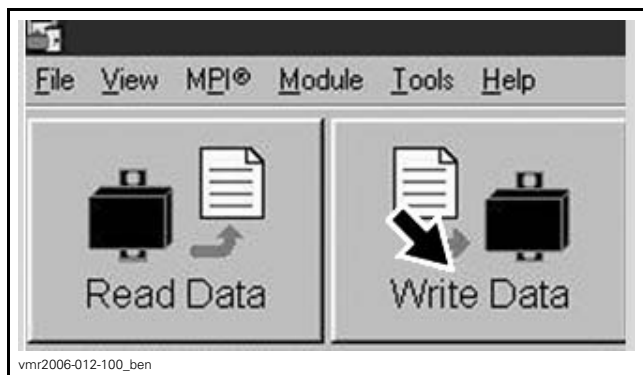 File View MPI® Module Tools Help
Read Data Write Data
vmr2006-012-100_ben